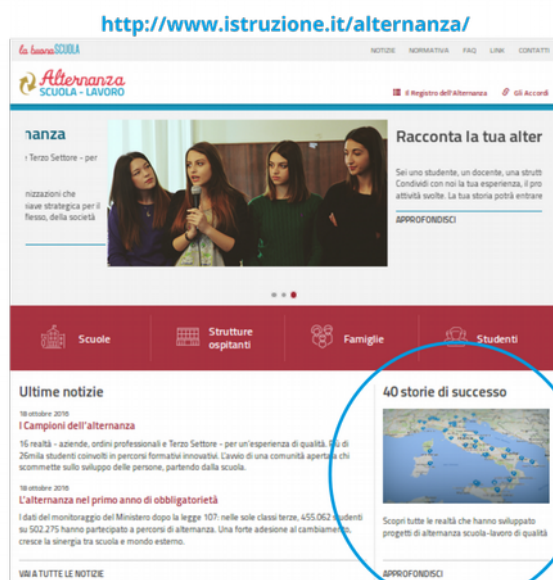 http://www.istruzione.it/alternanza/
la buona SCUOLA
NOTIZIE NORMATIVA FAQ LINK CONTATTI
Alternanza
SCUOLA - LAVORO
Il Registro dell'Alternanza Gli Accordi
nanza
Terzo Settore - per
nizzazioni che
iave strategica per il
flesso, della società
Racconta la tua alter
Sei uno studente, un docente, una strutt
Condividi con noi la tua esperienza, il pro
attività svolte. La tua storia potrà entrare
APPROFONDISCI
Scuole
Strutture
ospitanti
Famiglie
Studenti
Ultime notizie
18 ottobre 2016
I Campioni dell'alternanza
16 realtà - aziende, ordini professionali e Terzo Settore - per un'esperienza di qualità. Più di
26mila studenti coinvolti in percorsi formativi innovativi. L'avvio di una comunità aperta a chi
scommette sullo sviluppo delle persone, partendo dalla scuola.
18 ottobre 2016
L'alternanza nel primo anno di obbligatorietà
I dati del monitoraggio del Ministero dopo la legge 107: nelle sole classi terze, 455.062 studenti
su 502.275 hanno partecipato a percorsi di alternanza. Una forte adesione al cambiamento,
cresce la sinergia tra scuola e mondo esterno.
VAI A TUTTE LE NOTIZIE
40 storie di successo
Scopri tutte le realtà che hanno sviluppato
progetti di alternanza scuola-lavoro di qualità
APPROFONDISCI